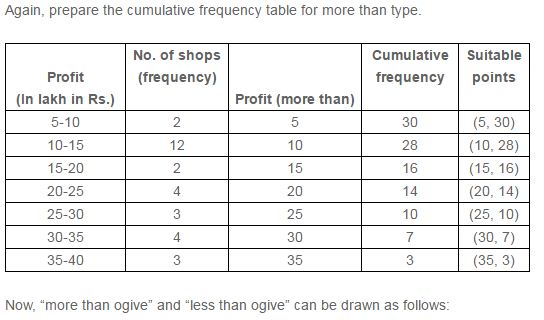 Again, prepare the cumulative frequency table for more than type.
Profit (In lakh in Rs.) No. of shops (frequency) Profit (more than) Cumulative frequency Suitable points
5-10 2 5 30 (5, 30)
10-15 12 10 28 (10, 28)
15-20 2 15 16 (15, 16)
20-25 4 20 14 (20, 14)
25-30 3 25 10 (25, 10)
30-35 4 30 7 (30, 7)
35-40 3 35 3 (35, 3)
Now, “more than ogive” and “less than ogive” can be drawn as follows: